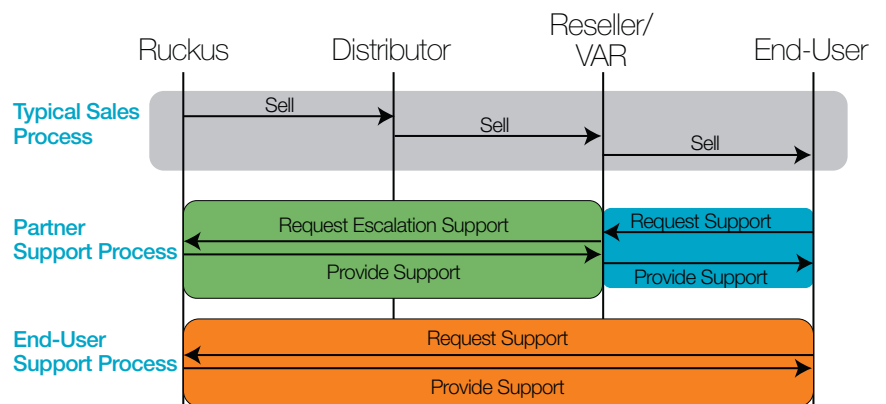 Ruckus
Distributor
Reseller/
VAR
End-User
Typical Sales
Process
Sell
Sell
Sell
Partner
Support Process
Request Escalation Support
Provide Support
Request Support
Provide Support
End-User
Support Process
Request Support
Provide Support